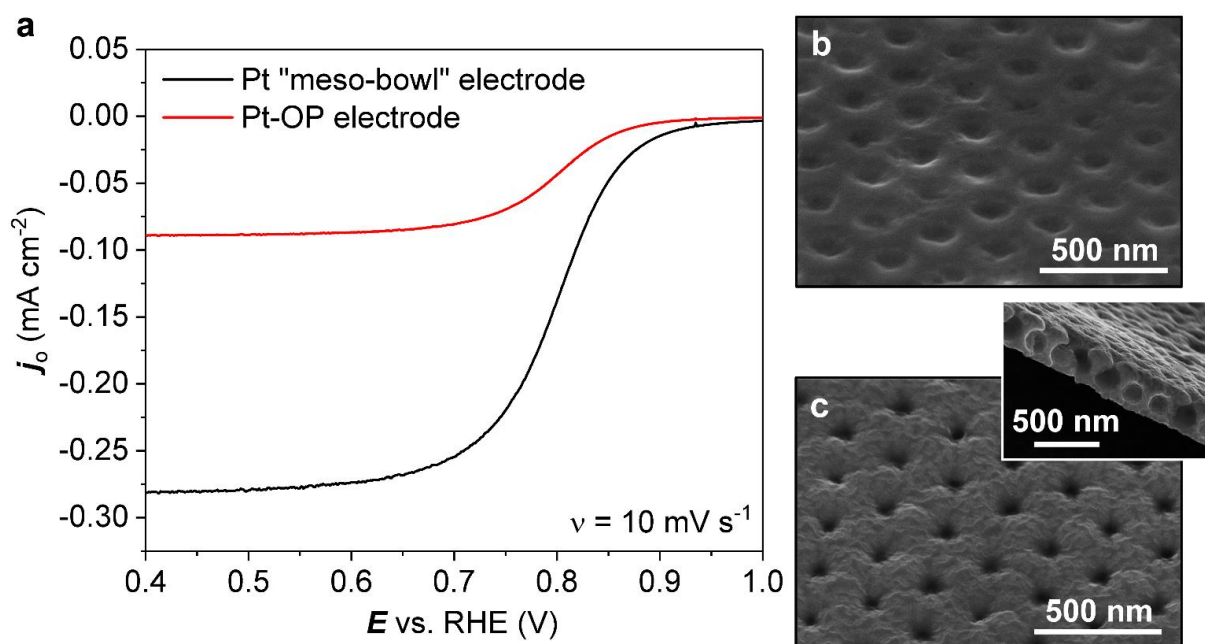 a
0.05
0.00
-0.05
-0.10
-0.15
-0.20
-0.25
-0.30
j₀ (mA cm⁻²)
Pt "meso-bowl" electrode
Pt-OP electrode
ν = 10 mV s⁻¹
0.4 0.5 0.6 0.7 0.8 0.9 1.0
E vs. RHE (V)
b
500 nm
500 nm
c
500 nm